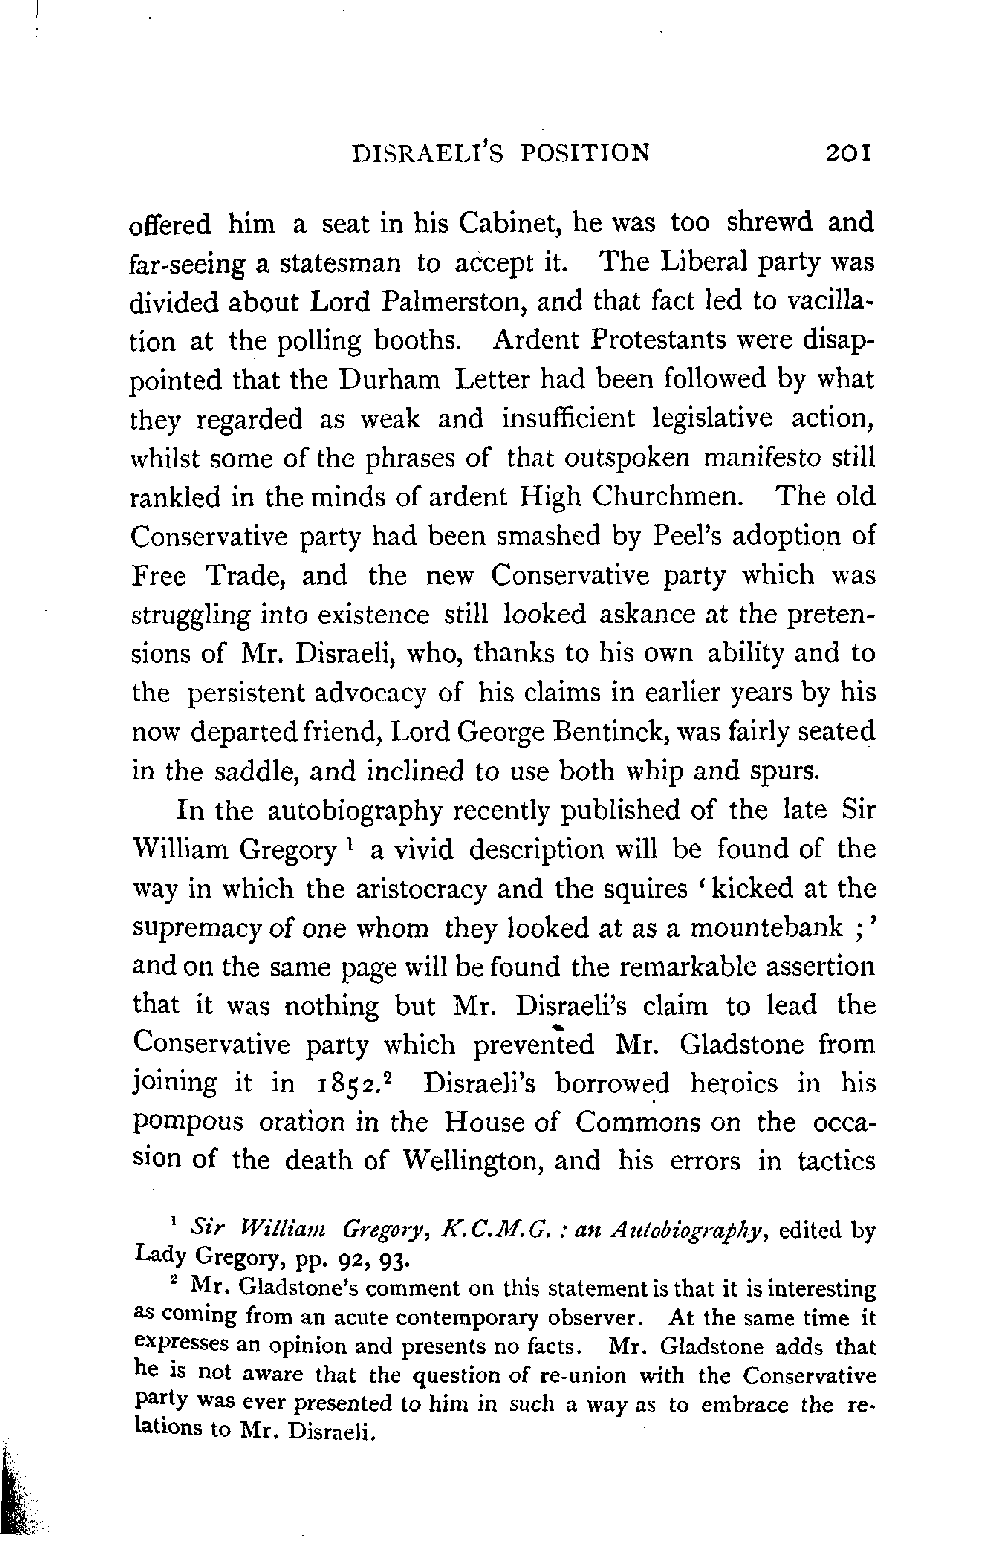 DISRAELI'S POSITION 201
offered him a seat in his Cabinet, he was too shrewd and
far-seeing a statesman to accept it. The Liberal party was
divided about Lord Palmerston, and that fact led to vacilla-
tion at the polling booths. Ardent Protestants were disap-
pointed that the Durham Letter had been followed by what
they regarded as weak and insufficient legislative action,
whilst some of the phrases of that outspoken manifesto still
rankled in the minds of ardent High Churchmen. The old
Conservative party had been smashed by Peel's adoption of
Free Trade, and the new Conservative party which was
struggling into existence still looked askance at the preten-
sions of Mr. Disraeli, who, thanks to his own ability and to
the persistent advocacy of his claims in earlier years by his
now departed friend, Lord George Bentinck, was fairly seated
in the saddle, and inclined to use both whip and spurs.
In the autobiography recently published of the late Sir
William Gregory ¹ a vivid description will be found of the
way in which the aristocracy and the squires ‘kicked at the
supremacy of one whom they looked at as a mountebank ;’
and on the same page will be found the remarkable assertion
that it was nothing but Mr. Disraeli's claim to lead the
Conservative party which prevented Mr. Gladstone from
joining it in 1852.² Disraeli's borrowed heroics in his
pompous oration in the House of Commons on the occa-
sion of the death of Wellington, and his errors in tactics
¹ Sir William Gregory, K.C.M.G. : an Autobiography, edited by
Lady Gregory, pp. 92, 93.
² Mr. Gladstone's comment on this statement is that it is interesting
as coming from an acute contemporary observer. At the same time it
expresses an opinion and presents no facts. Mr. Gladstone adds that
he is not aware that the question of re-union with the Conservative
party was ever presented to him in such a way as to embrace the re-
lations to Mr. Disraeli.